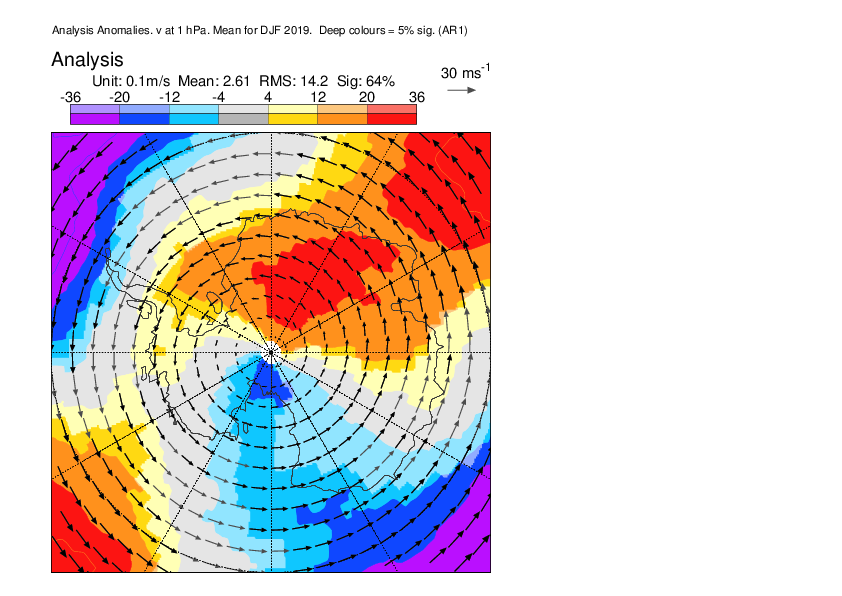 Analysis Anomalies. v at 1 hPa. Mean for DJF 2019.  Deep colours = 5% sig. (AR1)
Analysis
30 ms-1
Unit: 0.1m/s  Mean: 2.61  RMS: 14.2  Sig: 64%
-36 -20 -12 -4 4 12 20 36